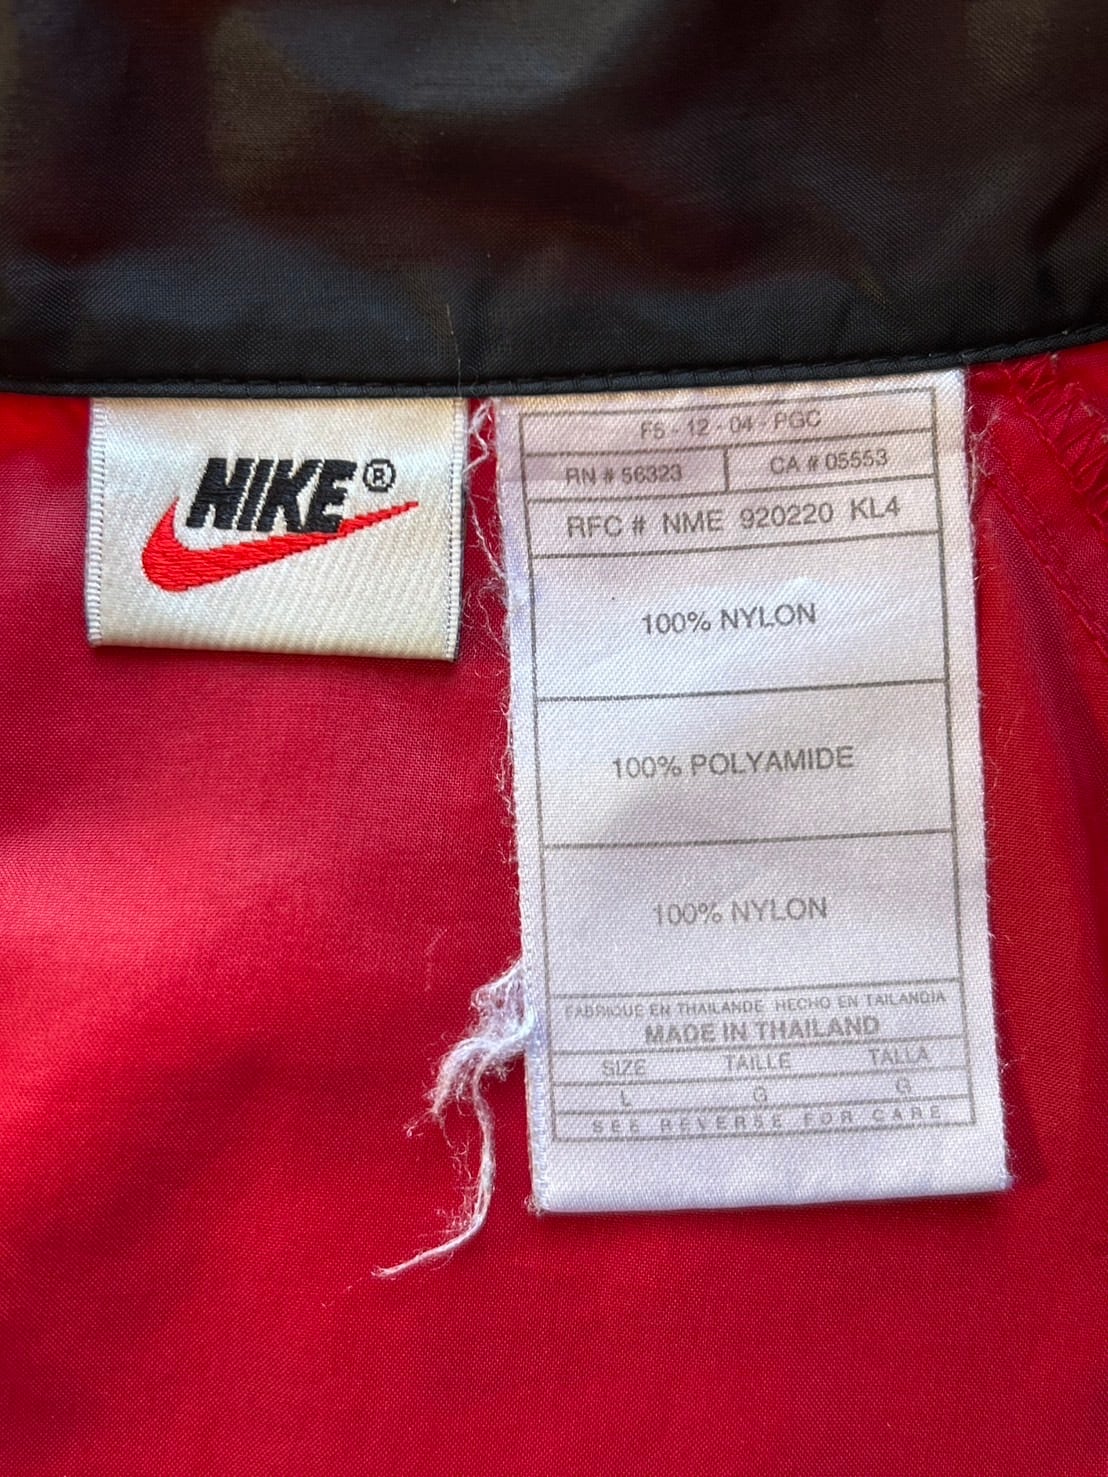 NIKE®
F5 - 12 - 04 - PGC
RN # 56323
CA # 05553
RFC # NME 920220 KL4
100% NYLON
100% POLYAMIDE
100% NYLON
FABRIQUE EN THAILANDE HECHO EN TAILANDIA
MADE IN THAILAND
SIZE TAILLE TALLA
L G G
SEE REVERSE FOR CARE